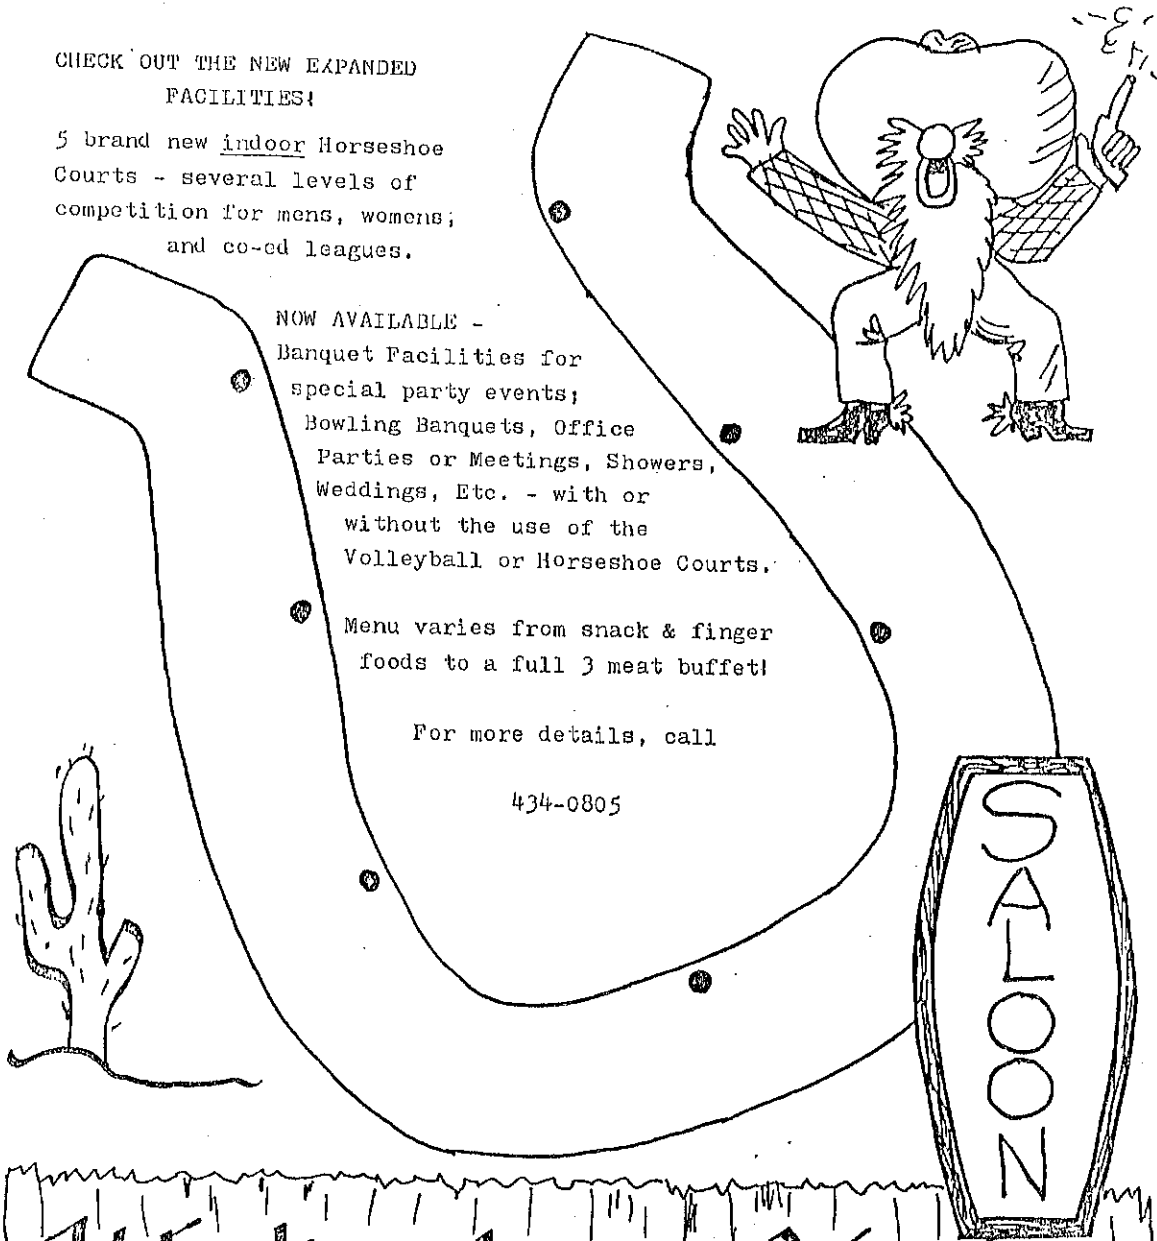 CHECK OUT THE NEW EXPANDED
FACILITIES!
5 brand new indoor Horseshoe
Courts - several levels of
competition for mens, womens,
and co-ed leagues.
NOW AVAILABLE -
Banquet Facilities for
special party events;
Bowling Banquets, Office
Parties or Meetings, Showers,
Weddings, Etc. - with or
without the use of the
Volleyball or Horseshoe Courts.
Menu varies from snack & finger
foods to a full 3 meat buffet!
For more details, call
434-0805
SALOON